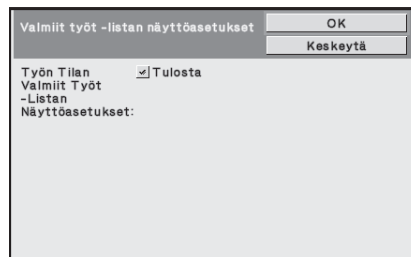 Valmiit työt -listan näyttöasetukset
OK
Keskeytä
Työn Tilan
Tulosta
Valmiit Työt
-Listan
Näyttöasetukset: